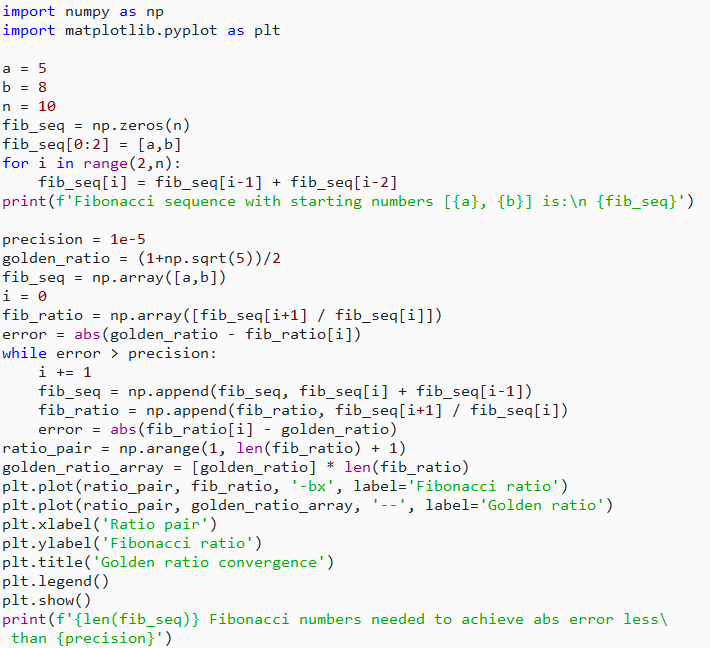 import numpy as np
import matplotlib.pyplot as plt

a = 5
b = 8
n = 10
fib_seq = np.zeros(n)
fib_seq[0:2] = [a,b]
for i in range(2,n):
    fib_seq[i] = fib_seq[i-1] + fib_seq[i-2]
print(f'Fibonacci sequence with starting numbers [{a}, {b}] is:\n {fib_seq}')

precision = 1e-5
golden_ratio = (1+np.sqrt(5))/2
fib_seq = np.array([a,b])
i = 0
fib_ratio = np.array([fib_seq[i+1] / fib_seq[i]])
error = abs(golden_ratio - fib_ratio[i])
while error > precision:
    i += 1
    fib_seq = np.append(fib_seq, fib_seq[i] + fib_seq[i-1])
    fib_ratio = np.append(fib_ratio, fib_seq[i+1] / fib_seq[i])
    error = abs(fib_ratio[i] - golden_ratio)
ratio_pair = np.arange(1, len(fib_ratio) + 1)
golden_ratio_array = [golden_ratio] * len(fib_ratio)
plt.plot(ratio_pair, fib_ratio, '-bx', label='Fibonacci ratio')
plt.plot(ratio_pair, golden_ratio_array, '--', label='Golden ratio')
plt.xlabel('Ratio pair')
plt.ylabel('Fibonacci ratio')
plt.title('Golden ratio convergence')
plt.legend()
plt.show()
print(f'{len(fib_seq)} Fibonacci numbers needed to achieve abs error less\
 than {precision}')